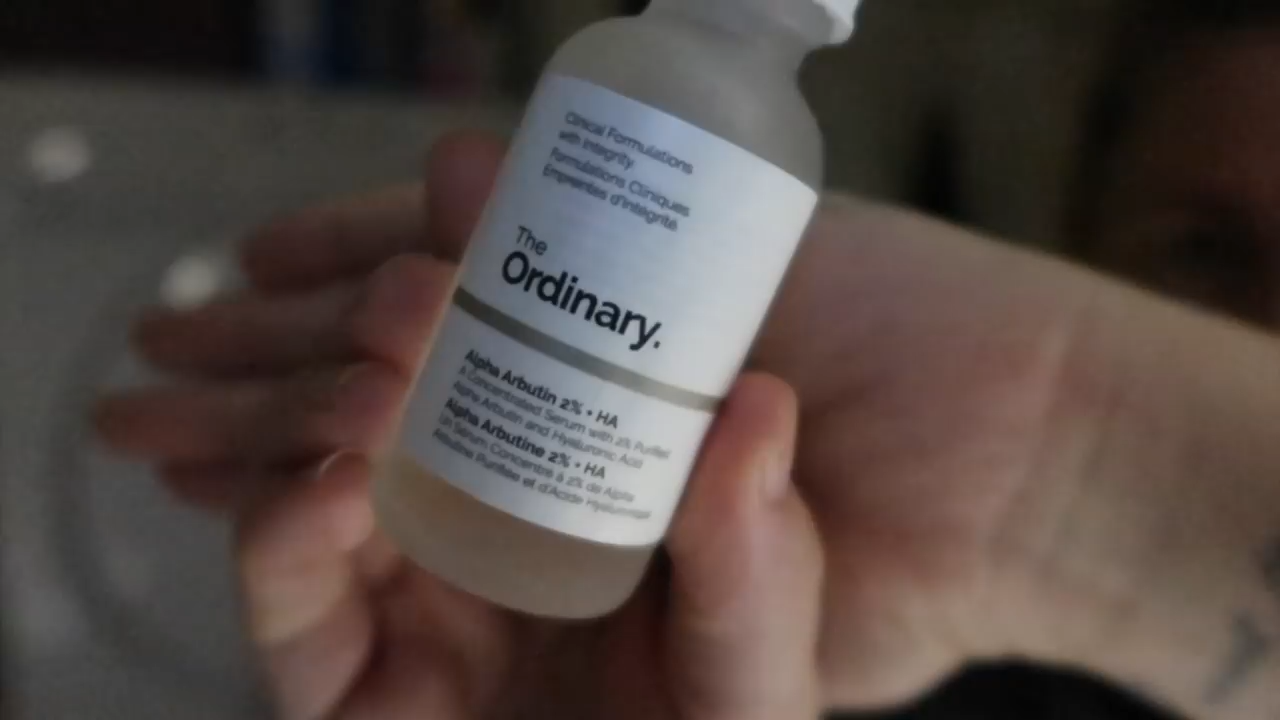 Clinical Formulations
with Integrity
Formulations Cliniques
Empreintes d'Intégrité
The
Ordinary.
Alpha Arbutin 2% + HA
A Concentrated Serum with 2% Purified
Alpha Arbutin and Hyaluronic Acid
Alpha Arbutine 2% + HA
Un Sérum Concentré à 2% de Alpha
Arbutine Purifiée et d'Acide Hyaluronique